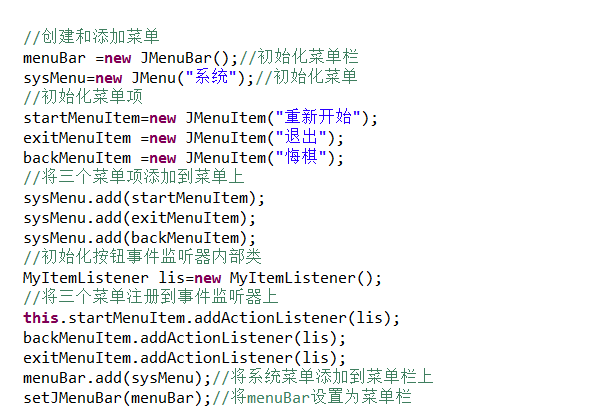 //创建和添加菜单
menuBar =new JMenuBar();//初始化菜单栏
sysMenu=new JMenu("系统");//初始化菜单
//初始化菜单项
startMenuItem=new JMenuItem("重新开始");
exitMenuItem =new JMenuItem("退出");
backMenuItem =new JMenuItem("悔棋");
//将三个菜单项添加到菜单上
sysMenu.add(startMenuItem);
sysMenu.add(exitMenuItem);
sysMenu.add(backMenuItem);
//初始化按钮事件监听器内部类
MyItemListener lis=new MyItemListener();
//将三个菜单注册到事件监听器上
this.startMenuItem.addActionListener(lis);
backMenuItem.addActionListener(lis);
exitMenuItem.addActionListener(lis);
menuBar.add(sysMenu);//将系统菜单添加到菜单栏上
setJMenuBar(menuBar);//将menuBar设置为菜单栏